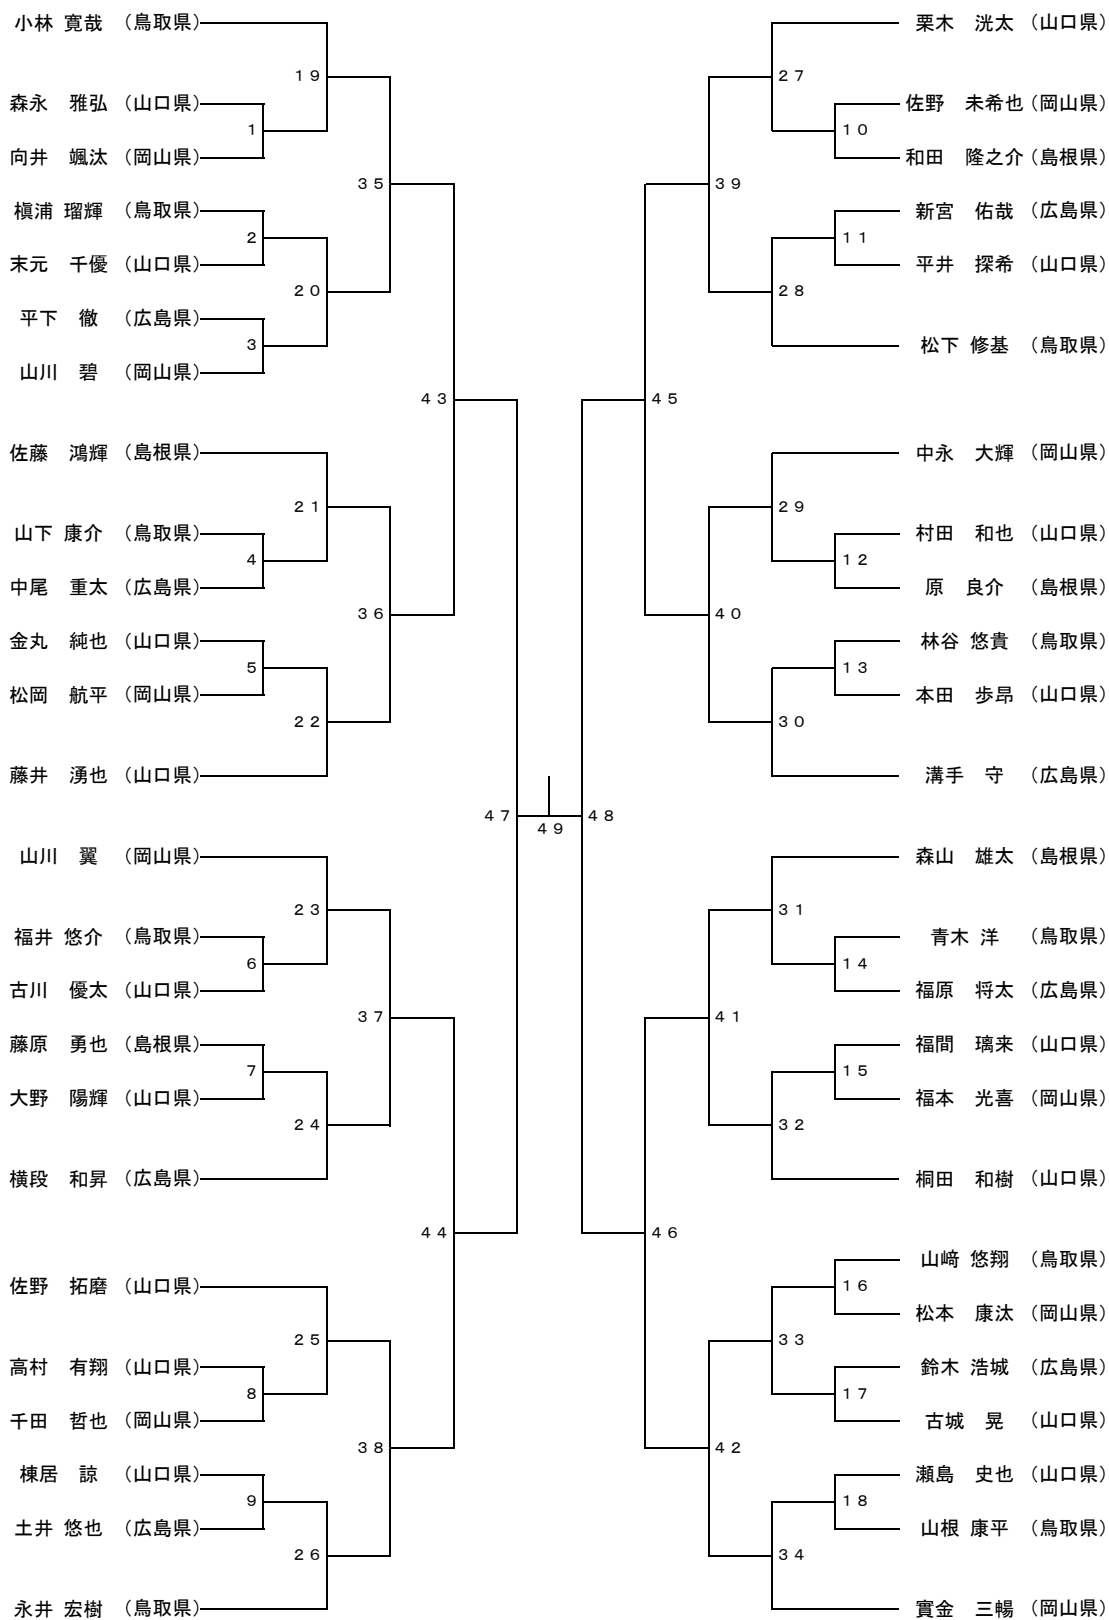 小林 寛哉 （鳥取県）
19
森永 雅弘 （山口県）
1
向井 颯汰 （岡山県）
35
槇浦 瑠輝 （鳥取県）
2
末元 千優 （山口県）
20
平下 徹 （広島県）
3
山川 碧 （岡山県）
43
佐藤 鴻輝 （島根県）
21
山下 康介 （鳥取県）
4
中尾 重太 （広島県）
36
金丸 純也 （山口県）
5
松岡 航平 （岡山県）
22
藤井 湧也 （山口県）
47
山川 翼 （岡山県）
23
福井 悠介 （鳥取県）
6
古川 優太 （山口県）
37
藤原 勇也 （島根県）
7
大野 陽輝 （山口県）
24
横段 和昇 （広島県）
44
佐野 拓磨 （山口県）
25
高村 有翔 （山口県）
8
千田 哲也 （岡山県）
38
棟居 諒 （山口県）
9
土井 悠也 （広島県）
26
永井 宏樹 （鳥取県）
49
栗木 洸太 （山口県）
27
佐野 未希也 （岡山県）
10
和田 隆之介 （島根県）
39
新宮 佑哉 （広島県）
11
平井 探希 （山口県）
28
松下 修基 （鳥取県）
45
中永 大輝 （岡山県）
29
村田 和也 （山口県）
12
原 良介 （島根県）
40
林谷 悠貴 （鳥取県）
13
本田 歩昂 （山口県）
30
溝手 守 （広島県）
48
森山 雄太 （島根県）
31
青木 洋 （鳥取県）
14
福原 将太 （広島県）
41
福間 璃来 （山口県）
15
福本 光喜 （岡山県）
32
桐田 和樹 （山口県）
46
山﨑 悠翔 （鳥取県）
16
松本 康汰 （岡山県）
33
鈴木 浩城 （広島県）
17
古城 晃 （山口県）
42
瀬島 史也 （山口県）
18
山根 康平 （鳥取県）
34
實金 三暢 （岡山県）